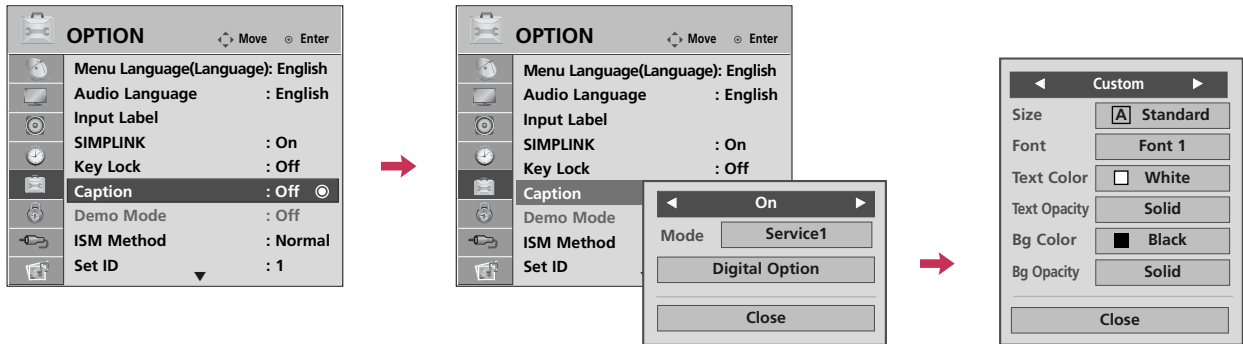 OPTION
Move
Enter
Menu Language(Language): English
Audio Language : English
Input Label
SIMPLINK : On
Key Lock : Off
Caption : Off
Demo Mode : Off
ISM Method : Normal
Set ID : 1
OPTION
Move
Enter
Menu Language(Language): English
Audio Language : English
Input Label
SIMPLINK : On
Key Lock : Off
Caption
Demo Mode
ISM Method
Set ID
On
Mode Service1
Digital Option
Close
Custom
Size A Standard
Font Font 1
Text Color White
Text Opacity Solid
Bg Color Black
Bg Opacity Solid
Close